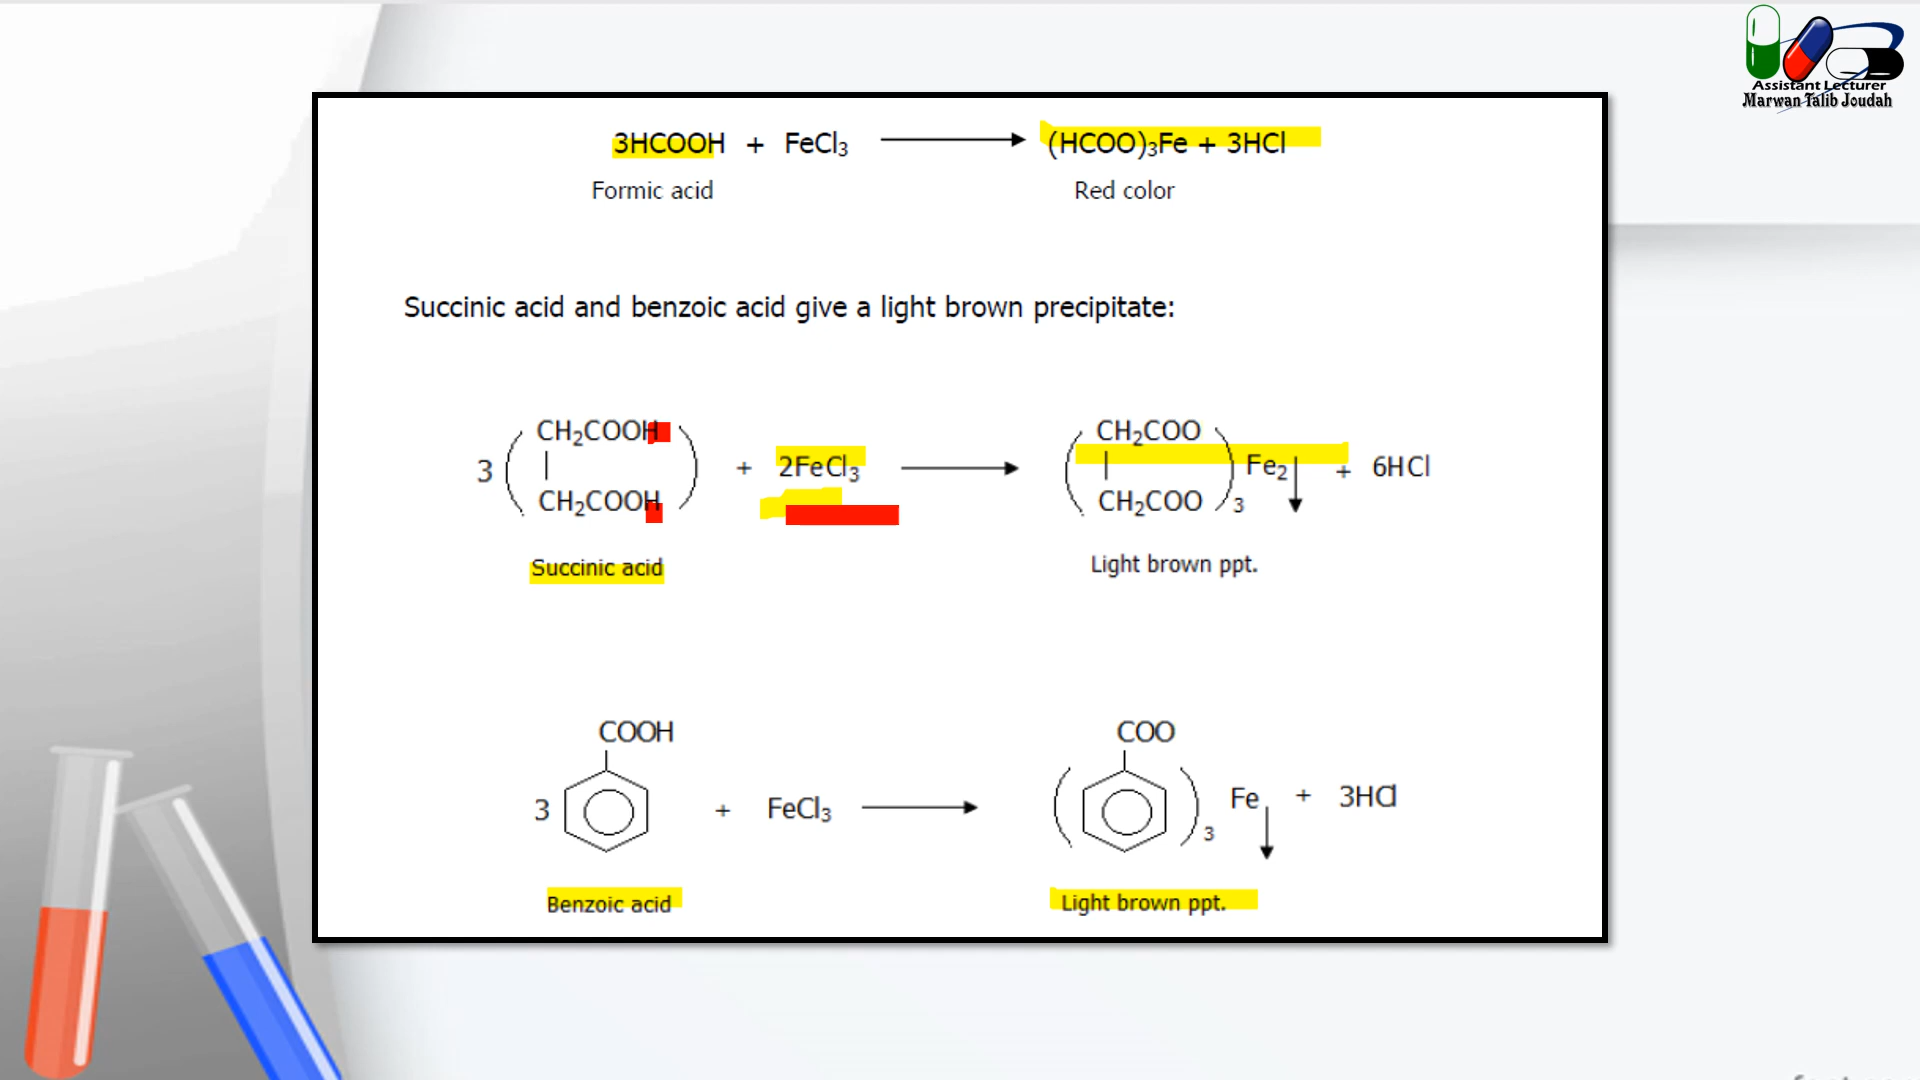 Assistant Lecturer
Marwan Talib Joudah
3HCOOH + FeCl₃ ⟶ (HCOO)₃Fe + 3HCl
Formic acid Red color
Succinic acid and benzoic acid give a light brown precipitate:
CH₂COOH CH₂COO
3 ( | ) + 2FeCl₃ ⟶ ( | )₃ Fe₂↓ + 6HCl
CH₂COOH CH₂COO
Succinic acid Light brown ppt.
COOH COO
3 + FeCl₃ ⟶ ( )₃ Fe↓ + 3HCl
Benzoic acid Light brown ppt.